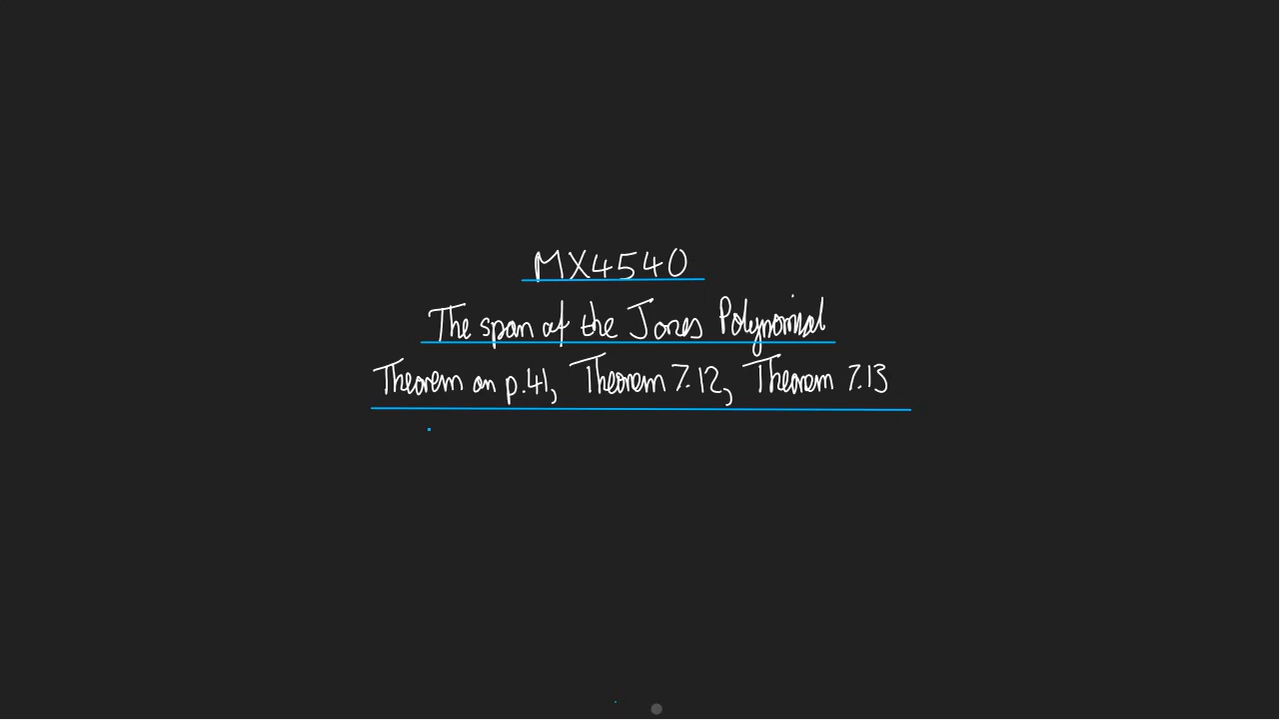 MX4540
The span of the Jones Polynomial
Theorem on p.41, Theorem 7.12, Theorem 7.13